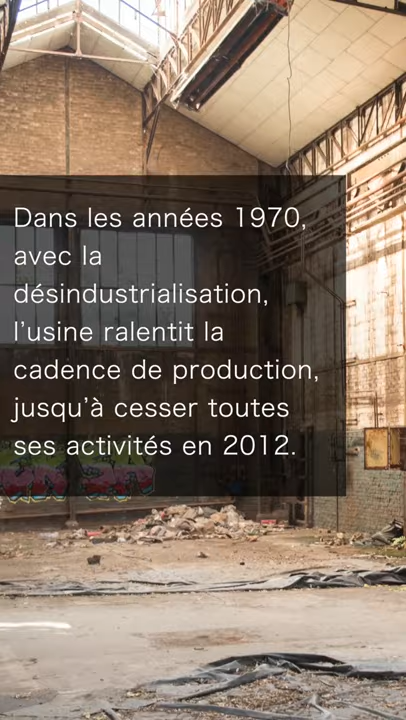 Dans les années 1970,
avec la
désindustrialisation,
l’usine ralentit la
cadence de production,
jusqu’à cesser toutes
ses activités en 2012.